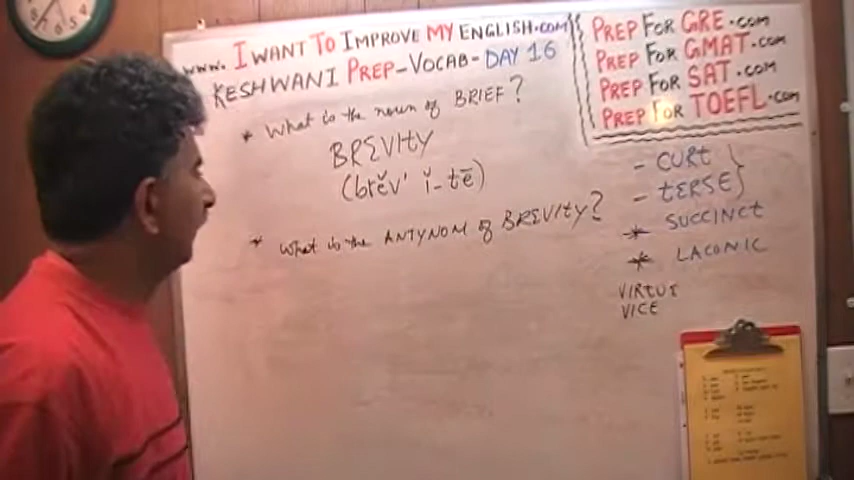 www. I WANT TO IMPROVE MY ENGLISH.COM
KESHWANI PREP-VOCAB-DAY 16
PREP FOR GRE.com
PREP FOR GMAT.com
PREP FOR SAT.com
PREP FOR TOEFL.com
* What is the noun of BRIEF?
BREVITY
(brĕv' ĭ-tē)
* What is the ANTYNOM of BREVITY?
- CURT
- TERSE
* SUCCINCT
* LACONIC
VIRTUE
VICE